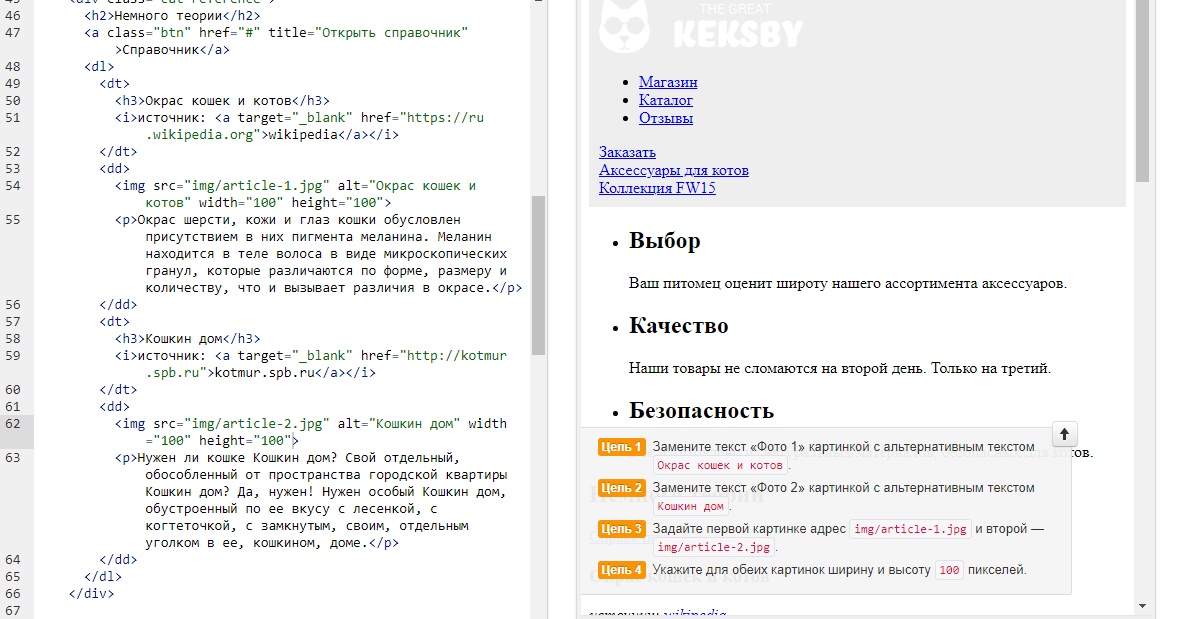 45 <div class="cat-reference">
46 <h2>Немного теории</h2>
47 <a class="btn" href="#" title="Открыть справочник"
>Справочник</a>
48 <dl>
49 <dt>
50 <h3>Окрас кошек и котов</h3>
51 <i>источник: <a target="_blank" href="https://ru
.wikipedia.org">wikipedia</a></i>
52 </dt>
53 <dd>
54 <img src="img/article-1.jpg" alt="Окрас кошек и
котов" width="100" height="100">
55 <p>Окрас шерсти, кожи и глаз кошки обусловлен
присутствием в них пигмента меланина. Меланин
находится в теле волоса в виде микроскопических
гранул, которые различаются по форме, размеру и
количеству, что и вызывает различия в окрасе.</p>
56 </dd>
57 <dt>
58 <h3>Кошкин дом</h3>
59 <i>источник: <a target="_blank" href="http://kotmur
.spb.ru">kotmur.spb.ru</a></i>
60 </dt>
61 <dd>
62 <img src="img/article-2.jpg" alt="Кошкин дом" width
="100" height="100">
63 <p>Нужен ли кошке Кошкин дом? Свой отдельный,
обособленный от пространства городской квартиры
Кошкин дом? Да, нужен! Нужен особый Кошкин дом,
обустроенный по ее вкусу с лесенкой, с
когтеточкой, с замкнутым, своим, отдельным
уголком в ее, кошкином, доме.</p>
64 </dd>
65 </dl>
66 </div>
67
THE GREAT
KEKSBY
Магазин
Каталог
Отзывы
Заказать
Аксессуары для котов
Коллекция FW15
Выбор
Ваш питомец оценит широту нашего ассортимента аксессуаров.
Качество
Наши товары не сломаются на второй день. Только на третий.
Безопасность
котов.
Цель 1 Замените текст «Фото 1» картинкой с альтернативным текстом
Окрас кошек и котов.
Цель 2 Замените текст «Фото 2» картинкой с альтернативным текстом
Кошкин дом.
Цель 3 Задайте первой картинке адрес img/article-1.jpg и второй —
img/article-2.jpg.
Цель 4 Укажите для обеих картинок ширину и высоту 100 пикселей.
Окрас кошек и котов
источник: wikipedia